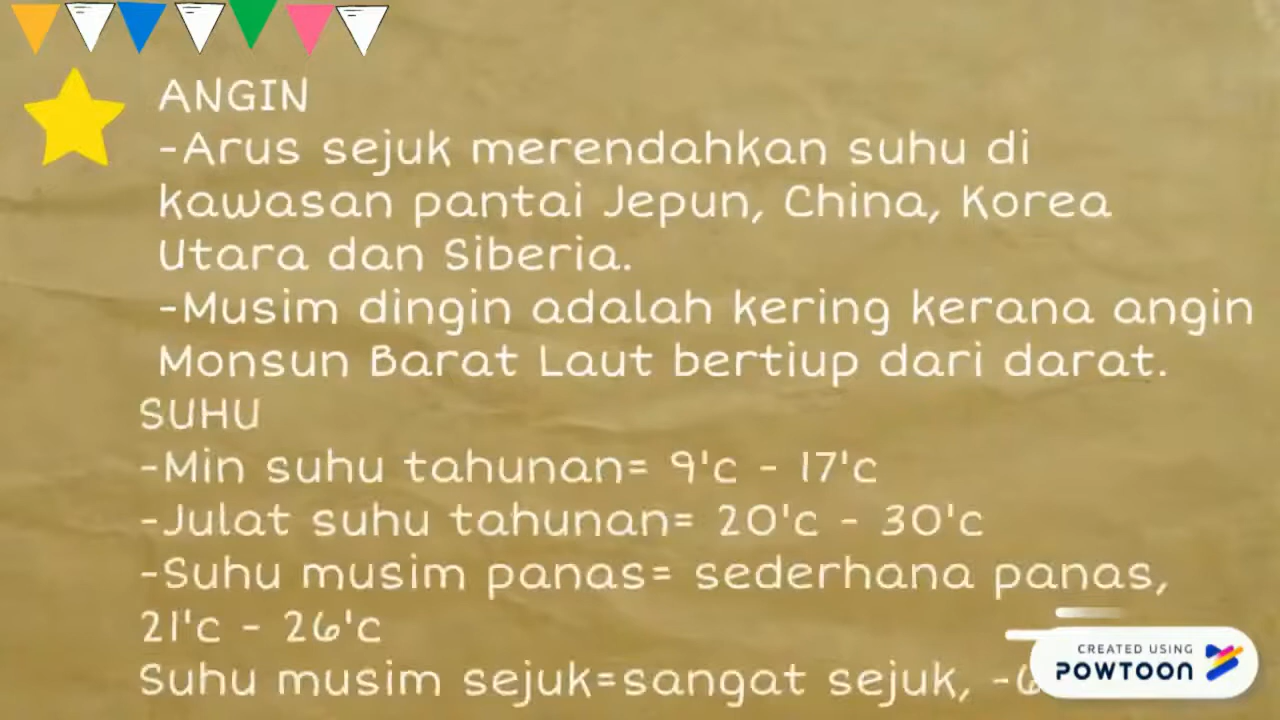 ANGIN
-Arus sejuk merendahkan suhu di
kawasan pantai Jepun, China, Korea
Utara dan Siberia.
-Musim dingin adalah kering kerana angin
Monsun Barat Laut bertiup dari darat.
SUHU
-Min suhu tahunan= 9'c - 17'c
-Julat suhu tahunan= 20'c - 30'c
-Suhu musim panas= sederhana panas,
21'c - 26'c
Suhu musim sejuk=sangat sejuk,
CREATED USING
POWTOON